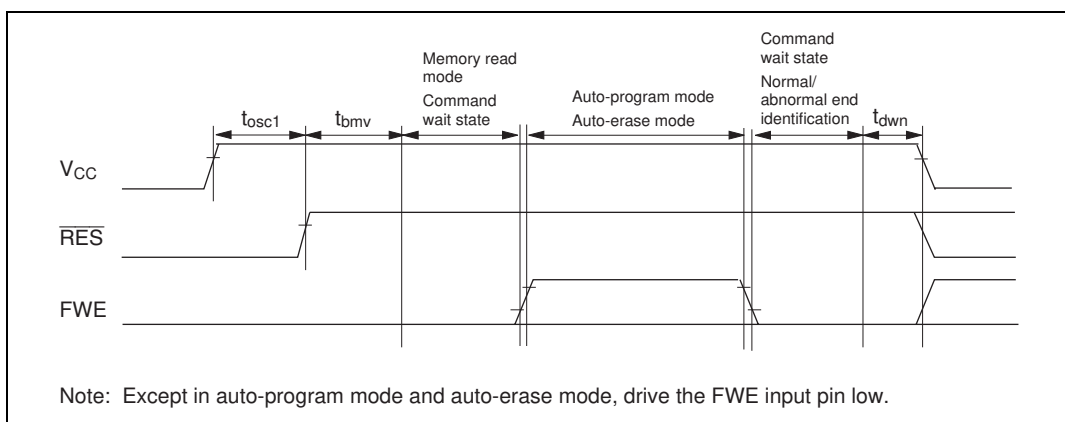 Memory read
mode
Command
wait state
Command
wait state
Normal/
abnormal end
identification
Auto-program mode
Auto-erase mode
tosc1
tbmv
tdwn
VCC
RES
FWE
Note: Except in auto-program mode and auto-erase mode, drive the FWE input pin low.